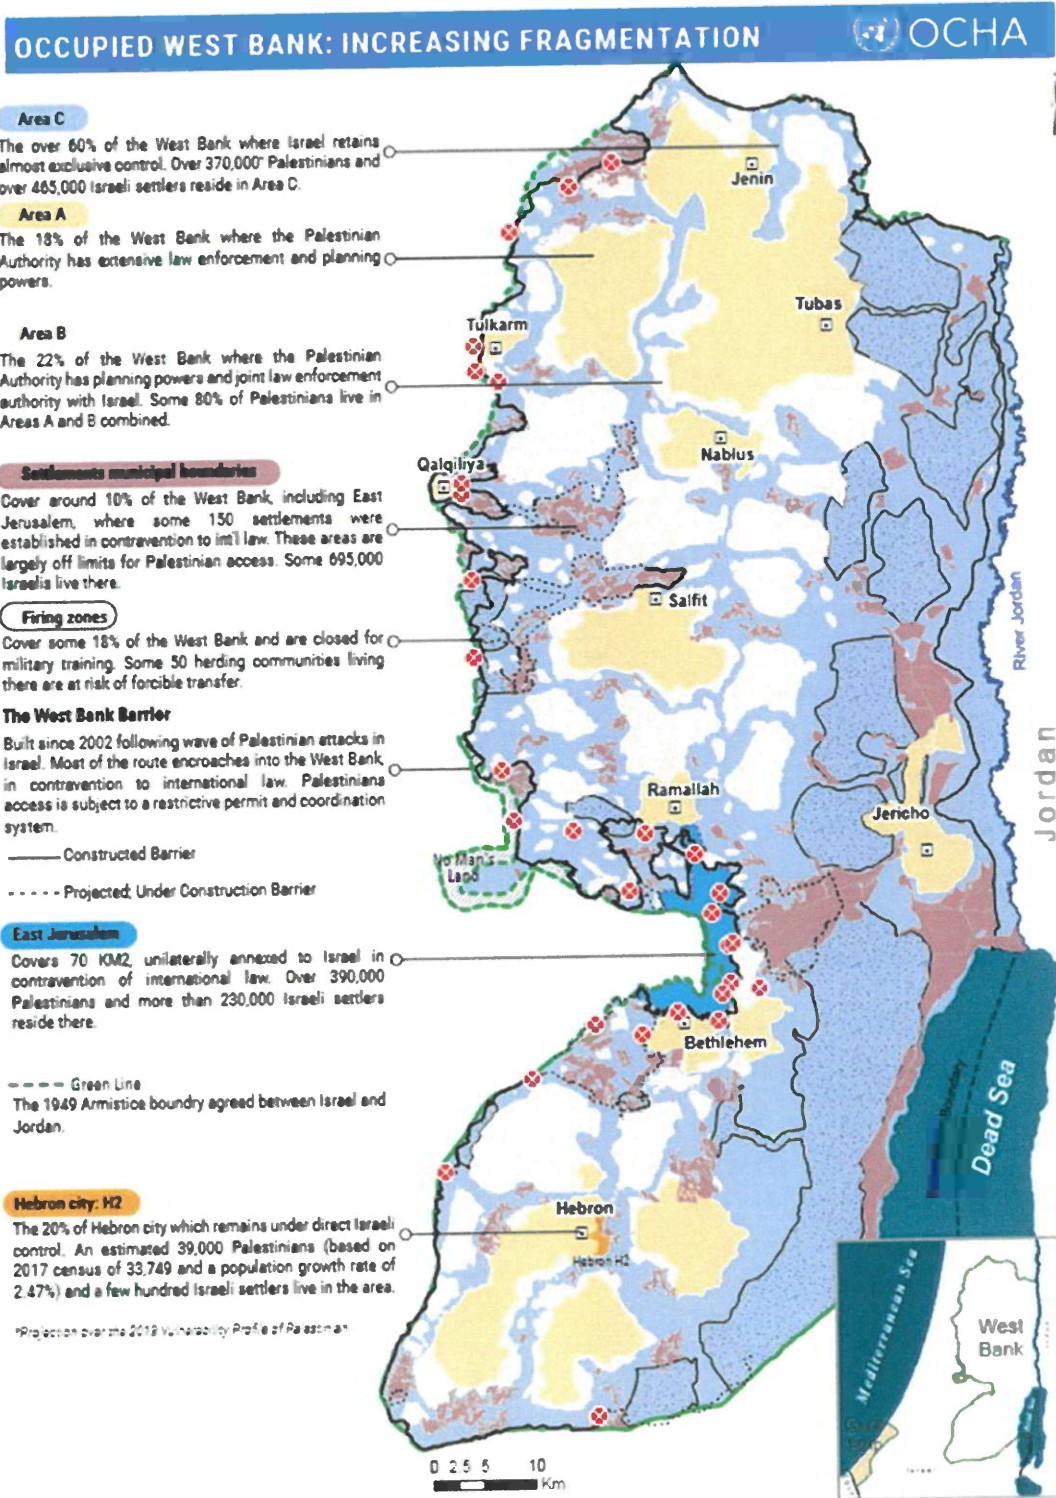 OCCUPIED WEST BANK: INCREASING FRAGMENTATION
OCHA
Area C
The over 60% of the West Bank where Israel retains
almost exclusive control. Over 370,000* Palestinians and
over 465,000 Israeli settlers reside in Area C.
Area A
The 18% of the West Bank where the Palestinian
Authority has extensive law enforcement and planning
powers.
Area B
The 22% of the West Bank where the Palestinian
Authority has planning powers and joint law enforcement
authority with Israel. Some 80% of Palestinians live in
Areas A and B combined.
Settlements municipal boundaries
Cover around 10% of the West Bank, including East
Jerusalem, where some 150 settlements were
established in contravention to int'l law. These areas are
largely off limits for Palestinian access. Some 695,000
Israelis live there.
Firing zones
Cover some 18% of the West Bank and are closed for
military training. Some 50 herding communities living
there are at risk of forcible transfer.
The West Bank Barrier
Built since 2002 following wave of Palestinian attacks in
Israel. Most of the route encroaches into the West Bank,
in contravention to international law. Palestinians
access is subject to a restrictive permit and coordination
system.
Constructed Barrier
Projected; Under Construction Barrier
East Jerusalem
Covers 70 KM2, unilaterally annexed to Israel in
contravention of international law. Over 390,000
Palestinians and more than 230,000 Israeli settlers
reside there.
Green Line
The 1949 Armistice boundry agreed between Israel and
Jordan.
Hebron city: H2
The 20% of Hebron city which remains under direct Israeli
control. An estimated 39,000 Palestinians (based on
2017 census of 33,749 and a population growth rate of
2.47%) and a few hundred Israeli settlers live in the area.
*Projection over the 2013 Vulnerability Profile of Palestinian
Jenin
Tubas
Tulkarm
Nablus
Qalqiliya
Salfit
River Jordan
Jordan
Ramallah
Jericho
No Man's
Land
Bethlehem
Boundary
Dead Sea
Hebron
Hebron H2
0 2.5 5 10
Km
Mediterranean Sea
West
Bank
Israel